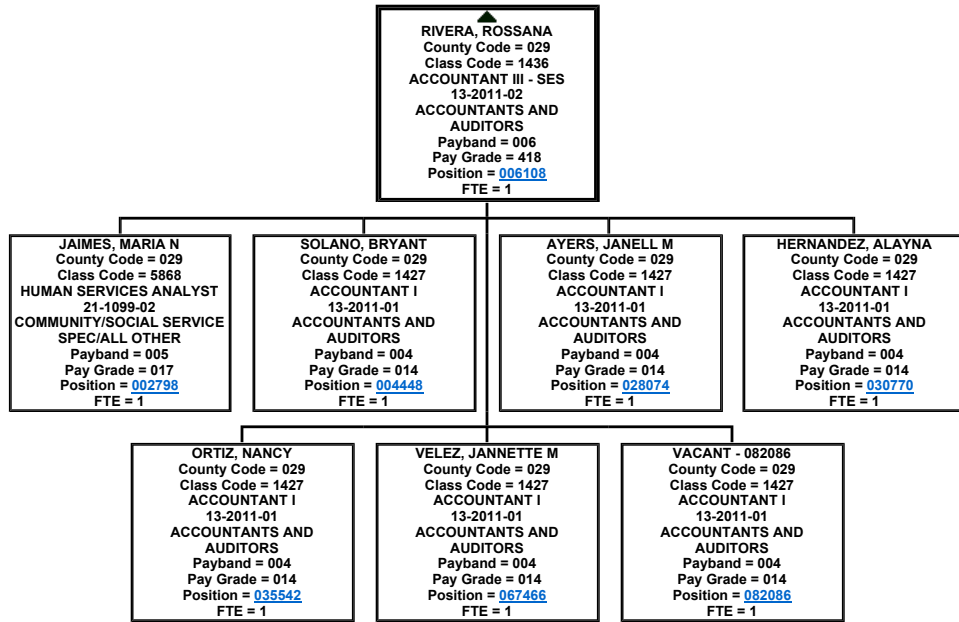 RIVERA, ROSSANA
County Code = 029
Class Code = 1436
ACCOUNTANT III - SES
13-2011-02
ACCOUNTANTS AND
AUDITORS
Payband = 006
Pay Grade = 418
Position = 006108
FTE = 1
JAIMES, MARIA N
County Code = 029
Class Code = 5868
HUMAN SERVICES ANALYST
21-1099-02
COMMUNITY/SOCIAL SERVICE
SPEC/ALL OTHER
Payband = 005
Pay Grade = 017
Position = 002798
FTE = 1
SOLANO, BRYANT
County Code = 029
Class Code = 1427
ACCOUNTANT I
13-2011-01
ACCOUNTANTS AND
AUDITORS
Payband = 004
Pay Grade = 014
Position = 004448
FTE = 1
AYERS, JANELL M
County Code = 029
Class Code = 1427
ACCOUNTANT I
13-2011-01
ACCOUNTANTS AND
AUDITORS
Payband = 004
Pay Grade = 014
Position = 028074
FTE = 1
HERNANDEZ, ALAYNA
County Code = 029
Class Code = 1427
ACCOUNTANT I
13-2011-01
ACCOUNTANTS AND
AUDITORS
Payband = 004
Pay Grade = 014
Position = 030770
FTE = 1
ORTIZ, NANCY
County Code = 029
Class Code = 1427
ACCOUNTANT I
13-2011-01
ACCOUNTANTS AND
AUDITORS
Payband = 004
Pay Grade = 014
Position = 035542
FTE = 1
VELEZ, JANNETTE M
County Code = 029
Class Code = 1427
ACCOUNTANT I
13-2011-01
ACCOUNTANTS AND
AUDITORS
Payband = 004
Pay Grade = 014
Position = 067466
FTE = 1
VACANT - 082086
County Code = 029
Class Code = 1427
ACCOUNTANT I
13-2011-01
ACCOUNTANTS AND
AUDITORS
Payband = 004
Pay Grade = 014
Position = 082086
FTE = 1